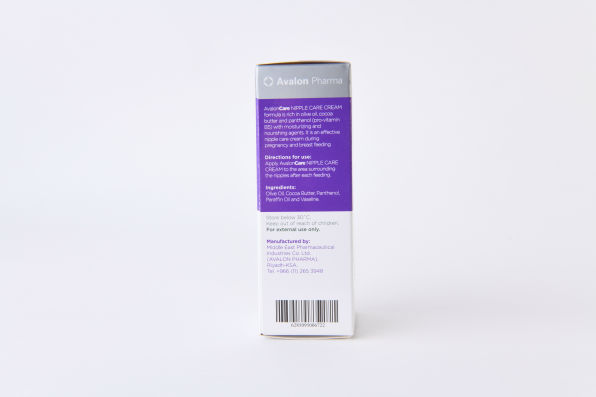 Avalon Pharma
AvalonCare NIPPLE CARE CREAM
formula is rich in olive oil, cocoa
butter and panthenol (pro-vitamin
B5) with moisturizing and
nourishing agents. It is an effective
nipple care cream during
pregnancy and breast feeding
Directions for use:
Apply AvalonCare NIPPLE CARE
CREAM to the area surrounding
the nipples after each feeding.
Ingredients:
Olive Oil, Cocoa Butter, Panthenol,
Paraffin Oil and Vaseline.
Store below 30°C.
Keep out of reach of children.
For external use only.
Manufactured by:
Middle East Pharmaceutical
Industries Co. Ltd.
(AVALON PHARMA),
Riyadh-KSA.
Tel. +966 (11) 265 3948